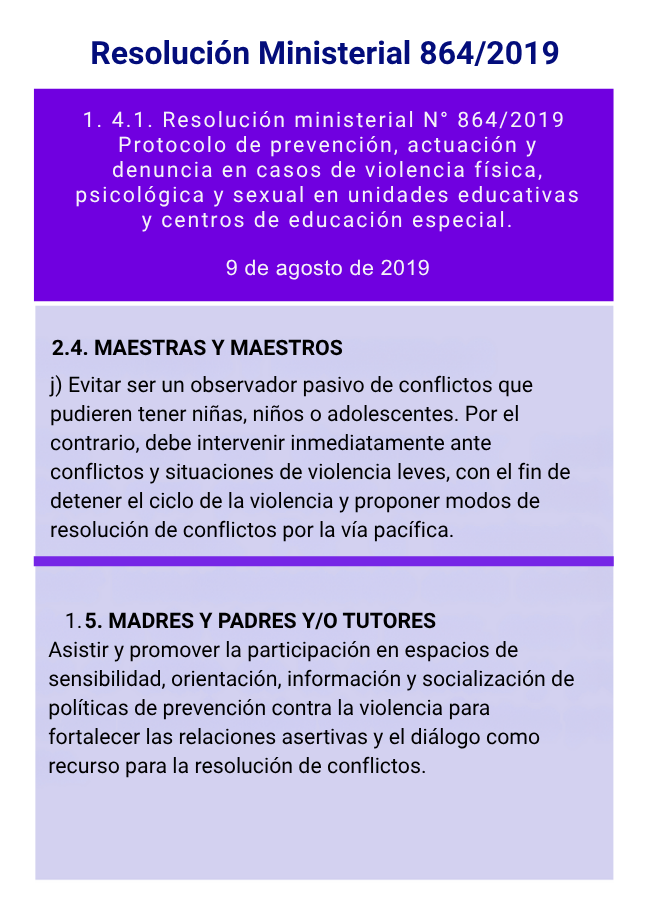 Resolución Ministerial 864/2019
1. 4.1. Resolución ministerial N° 864/2019
Protocolo de prevención, actuación y
denuncia en casos de violencia física,
psicológica y sexual en unidades educativas
y centros de educación especial.
9 de agosto de 2019
2.4. MAESTRAS Y MAESTROS
j) Evitar ser un observador pasivo de conflictos que
pudieren tener niñas, niños o adolescentes. Por el
contrario, debe intervenir inmediatamente ante
conflictos y situaciones de violencia leves, con el fin de
detener el ciclo de la violencia y proponer modos de
resolución de conflictos por la vía pacífica.
1. 5. MADRES Y PADRES Y/O TUTORES
Asistir y promover la participación en espacios de
sensibilidad, orientación, información y socialización de
políticas de prevención contra la violencia para
fortalecer las relaciones asertivas y el diálogo como
recurso para la resolución de conflictos.